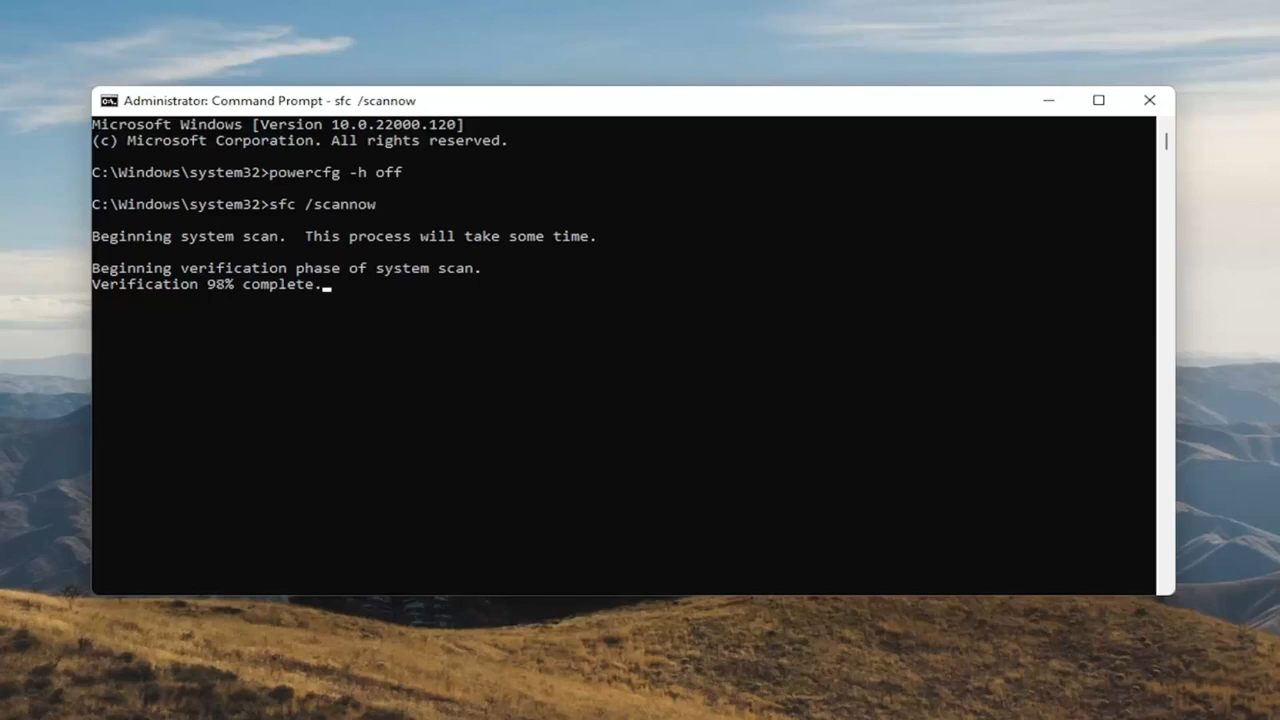 Administrator: Command Prompt - sfc  /scannow
Microsoft Windows [Version 10.0.22000.120]
(c) Microsoft Corporation. All rights reserved.
C:\Windows\system32>powercfg -h off
C:\Windows\system32>sfc /scannow
Beginning system scan.  This process will take some time.
Beginning verification phase of system scan.
Verification 98% complete.